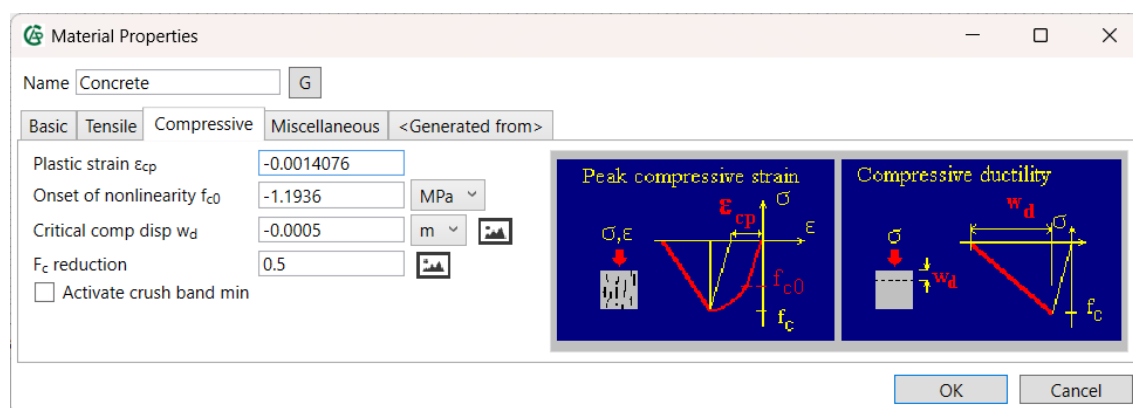 Material Properties
Name Concrete G
Basic Tensile Compressive Miscellaneous <Generated from>
Plastic strain εcp -0.0014076
Onset of nonlinearity fc0 -1.1936 MPa
Critical comp disp wd -0.0005 m
Fc reduction 0.5
Activate crush band min
Peak compressive strain
σ
εcp
ε
σ,ε
fc0
fc
Compressive ductility
wd
σ
σ
wd
fc
OK Cancel